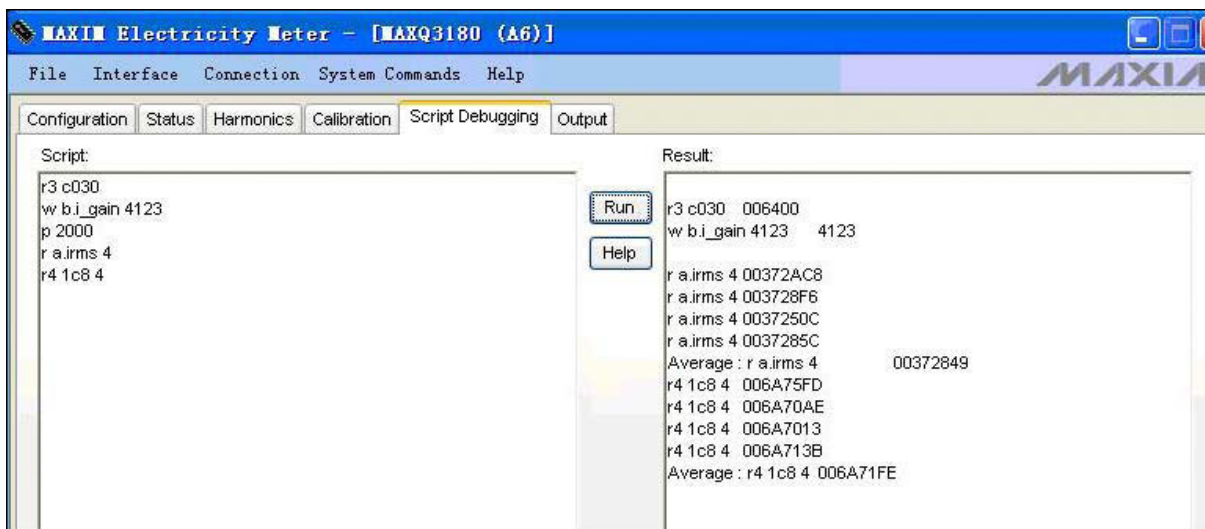 MAXIM Electricity Meter - [MAXQ3180 (A6)]
File Interface Connection System Commands Help
Configuration Status Harmonics Calibration Script Debugging Output
Script:
r3 c030
w b.i_gain 4123
p 2000
r a.irms 4
r4 1c8 4
Run
Help
Result:
r3 c030 006400
w b.i_gain 4123 4123
r a.irms 4 00372AC8
r a.irms 4 003728F6
r a.irms 4 0037250C
r a.irms 4 0037285C
Average : r a.irms 4 00372849
r4 1c8 4 006A75FD
r4 1c8 4 006A70AE
r4 1c8 4 006A7013
r4 1c8 4 006A713B
Average : r4 1c8 4 006A71FE